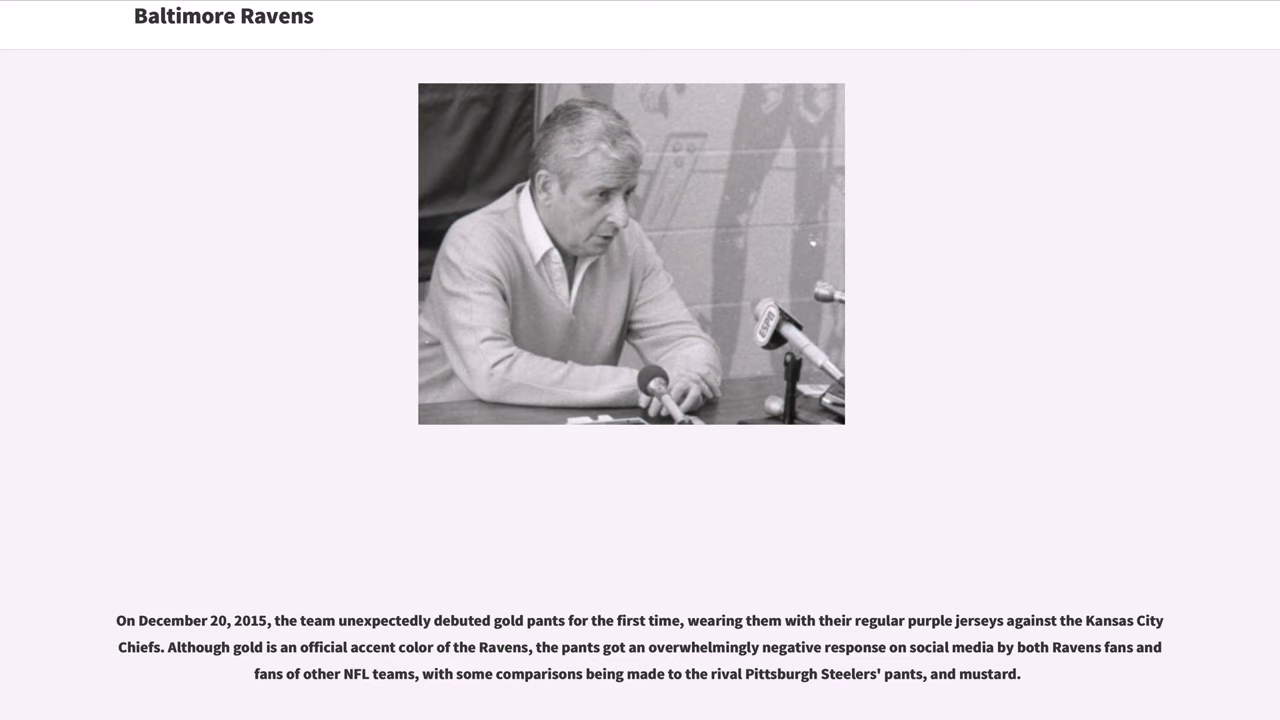 Baltimore Ravens
ESPN
On December 20, 2015, the team unexpectedly debuted gold pants for the first time, wearing them with their regular purple jerseys against the Kansas City
Chiefs. Although gold is an official accent color of the Ravens, the pants got an overwhelmingly negative response on social media by both Ravens fans and
fans of other NFL teams, with some comparisons being made to the rival Pittsburgh Steelers' pants, and mustard.